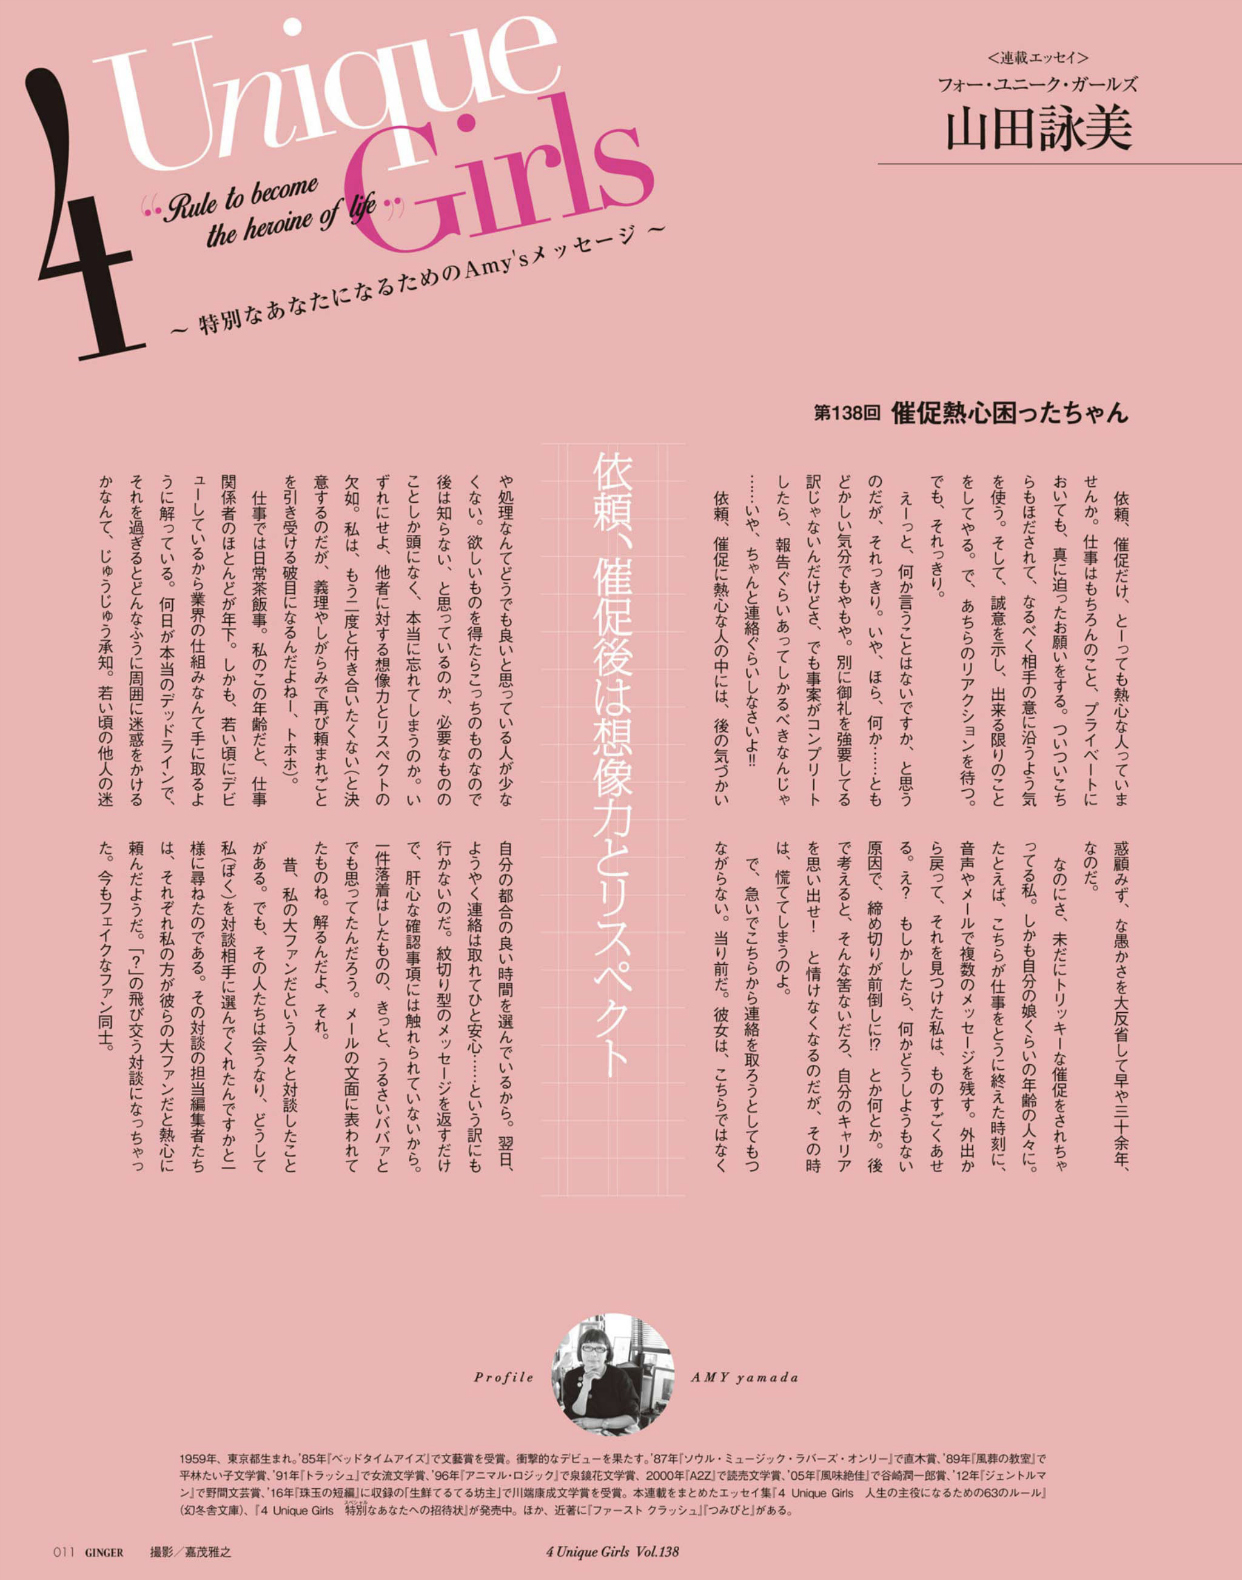 4 Unique
Girls
“Rule to become
the heroine of life”
〜 特別なあなたになるためのAmy'sメッセージ 〜
＜連載エッセイ＞
フォー・ユニーク・ガールズ
山田詠美
第138回 催促熱心困ったちゃん
　依頼、催促だけ、とーっても熱心な人っていま
せんか。仕事はもちろんのこと、プライベートに
おいても、真に迫ったお願いをする。ついついこち
らもほだされて、なるべく相手の意に沿うよう気
を使う。そして、誠意を示し、出来る限りのこと
をしてやる。で、あちらのリアクションを待つ。
でも、それっきり。
　えーっと、何か言うことはないですか、と思う
のだが、それっきり。いや、ほら、何か……とも
どかしい気分でもやもや。別に御礼を強要してる
訳じゃないんだけどさ、でも事案がコンプリート
したら、報告ぐらいあってしかるべきなんじゃ
……いや、ちゃんと連絡ぐらいしなさいよ!!
　依頼、催促に熱心な人の中には、後の気づかい
依頼、催促後は想像力とリスペクト
や処理なんてどうでも良いと思っている人が少な
くない。欲しいものを得たらこっちのものなので
後は知らない、と思っているのか、必要なものの
ことしか頭になく、本当に忘れてしまうのか。い
ずれにせよ、他者に対する想像力とリスペクトの
欠如。私は、もう二度と付き合いたくない(と決
意するのだが、義理やしがらみで再び頼まれごと
を引き受ける破目になるんだよねー、トホホ)。
　仕事では日常茶飯事。私のこの年齢だと、仕事
関係者のほとんどが年下。しかも、若い頃にデビ
ューしているから業界の仕組みなんて手に取るよ
うに解っている。何日が本当のデッドラインで、
それを過ぎるとどんなふうに周囲に迷惑をかける
かなんて、じゅうじゅう承知。若い頃の他人の迷
惑顧みず、な愚かさを大反省して早や三十余年、
なのだ。
　なのにさ、未だにトリッキーな催促をされちゃ
ってる私。しかも自分の娘くらいの年齢の人々に。
たとえば、こちらが仕事をとうに終えた時刻に、
音声やメールで複数のメッセージを残す。外出か
ら戻って、それを見つけた私は、ものすごくあせ
る。え?　もしかしたら、何かどうしようもない
原因で、締め切りが前倒しに!?　とか何とか。後
で考えると、そんな筈ないだろ、自分のキャリア
を思い出せ!　と情けなくなるのだが、その時
は、慌ててしまうのよ。
　で、急いでこちらから連絡を取ろうとしてもつ
ながらない。当り前だ。彼女は、こちらではなく
自分の都合の良い時間を選んでいるから。翌日、
ようやく連絡は取れてひと安心……という訳にも
行かないのだ。紋切り型のメッセージを返すだけ
で、肝心な確認事項には触れられていないから。
一件落着はしたものの、きっと、うるさいババァと
でも思ってたんだろう。メールの文面に表われて
たものね。解るんだよ、それ。
　昔、私の大ファンだという人々と対談したこと
がある。でも、その人たちは会うなり、どうして
私(ぼく)を対談相手に選んでくれたんですかと一
様に尋ねたのである。その対談の担当編集者たち
は、それぞれ私の方が彼らの大ファンだと熱心に
頼んだようだ。「?」の飛び交う対談になっちゃっ
た。今もフェイクなファン同士。
Profile
AMY yamada
1959年、東京都生まれ。'85年『ベッドタイムアイズ』で文藝賞を受賞。衝撃的なデビューを果たす。'87年『ソウル・ミュージック・ラバーズ・オンリー』で直木賞、'89年『風葬の教室』で
平林たい子文学賞、'91年『トラッシュ』で女流文学賞、'96年『アニマル・ロジック』で泉鏡花文学賞、2000年『A2Z』で読売文学賞、'05年『風味絶佳』で谷崎潤一郎賞、'12年『ジェントルマ
ン』で野間文芸賞、'16年『珠玉の短編』に収録の「生鮮てるてる坊主」で川端康成文学賞を受賞。本連載をまとめたエッセイ集『4 Unique Girls　人生の主役になるための63のルール』
(幻冬舎文庫)、『4 Unique Girls　特別なあなたへの招待状』が発売中。ほか、近著に『ファースト クラッシュ』『つみびと』がある。
スペシャル
011 GINGER 撮影／嘉茂雅之
4 Unique Girls Vol.138